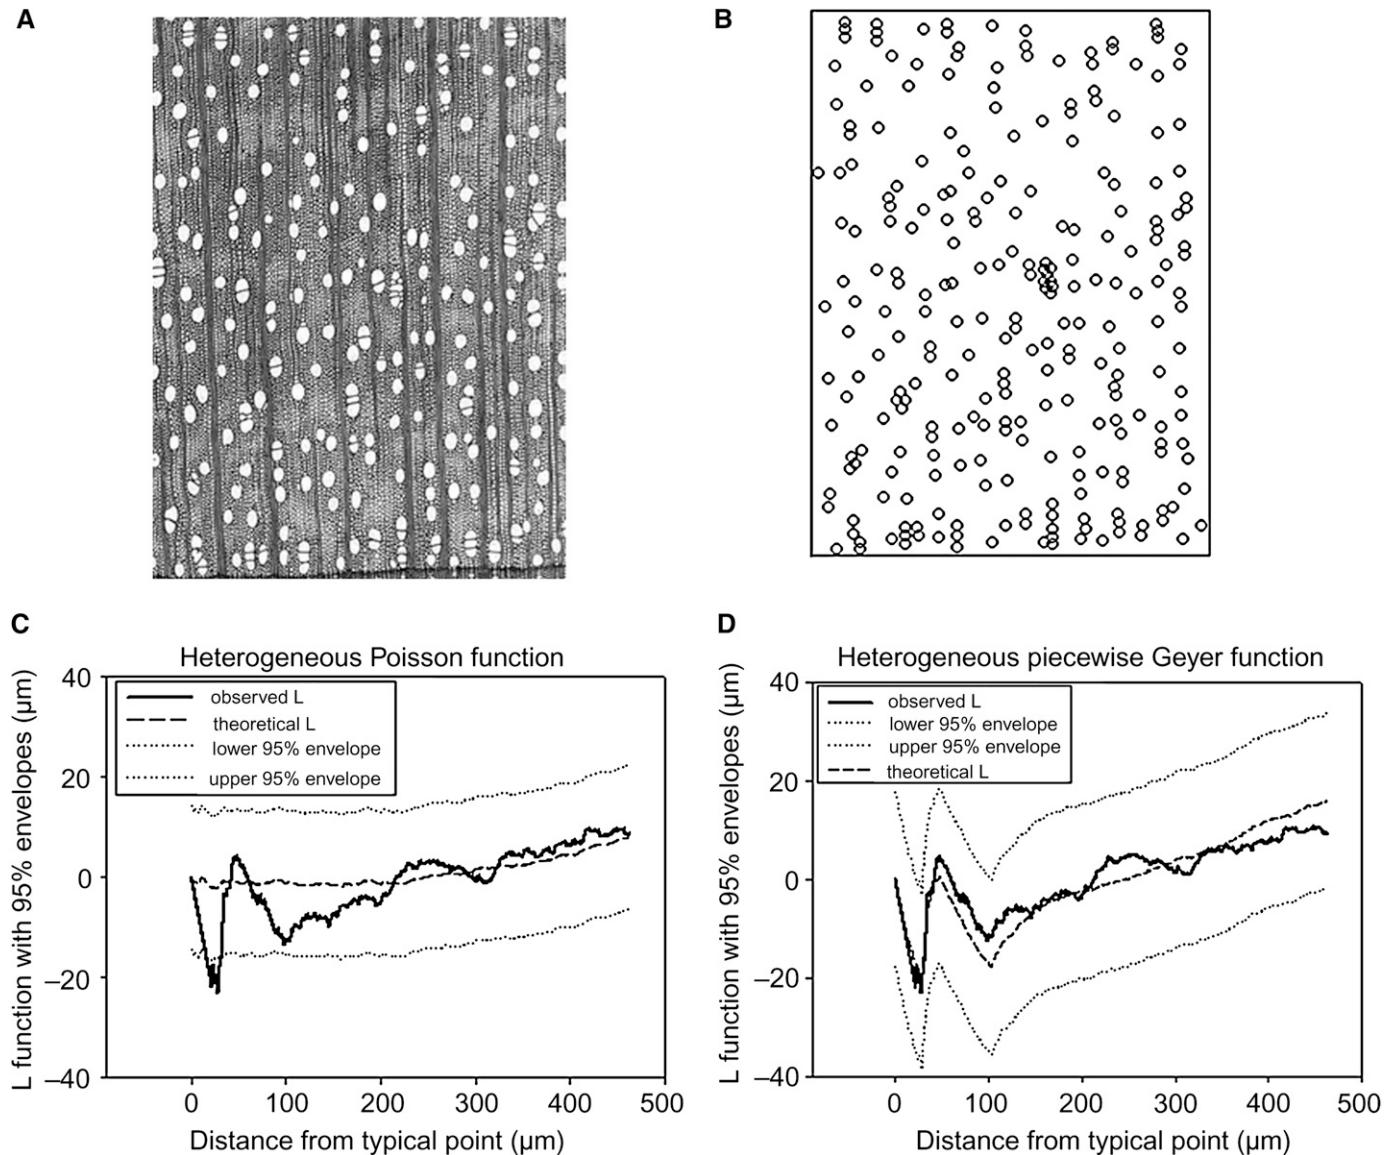 A
B
C
Heterogeneous Poisson function
L function with 95% envelopes (µm)
40
20
0
–20
–40
observed L
theoretical L
lower 95% envelope
upper 95% envelope
0 100 200 300 400 500
Distance from typical point (µm)
D
Heterogeneous piecewise Geyer function
L function with 95% envelopes (µm)
40
20
0
–20
–40
observed L
lower 95% envelope
upper 95% envelope
theoretical L
0 100 200 300 400 500
Distance from typical point (µm)